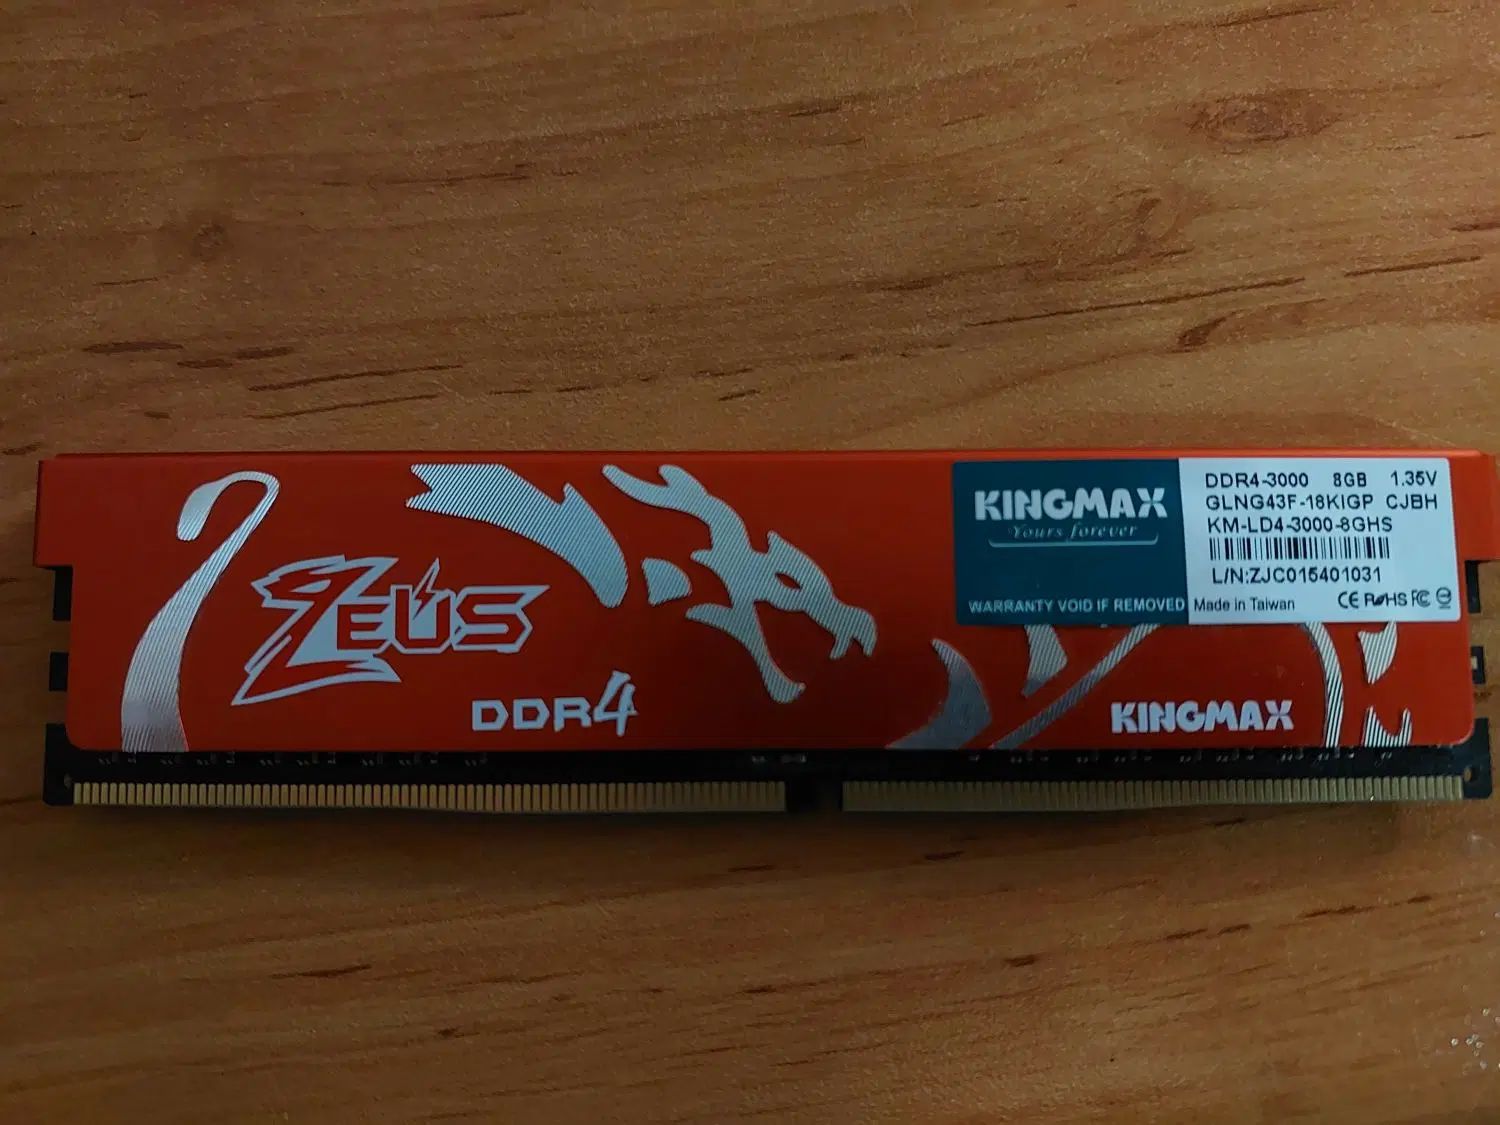 ZEUS
DDR4
KINGMAX
Yours forever
WARRANTY VOID IF REMOVED
DDR4-3000 8GB 1.35V
GLNG43F-18KIGP CJBH
KM-LD4-3000-8GHS
L/N:ZJC015401031
Made in Taiwan CE RoHS FC
KINGMAX